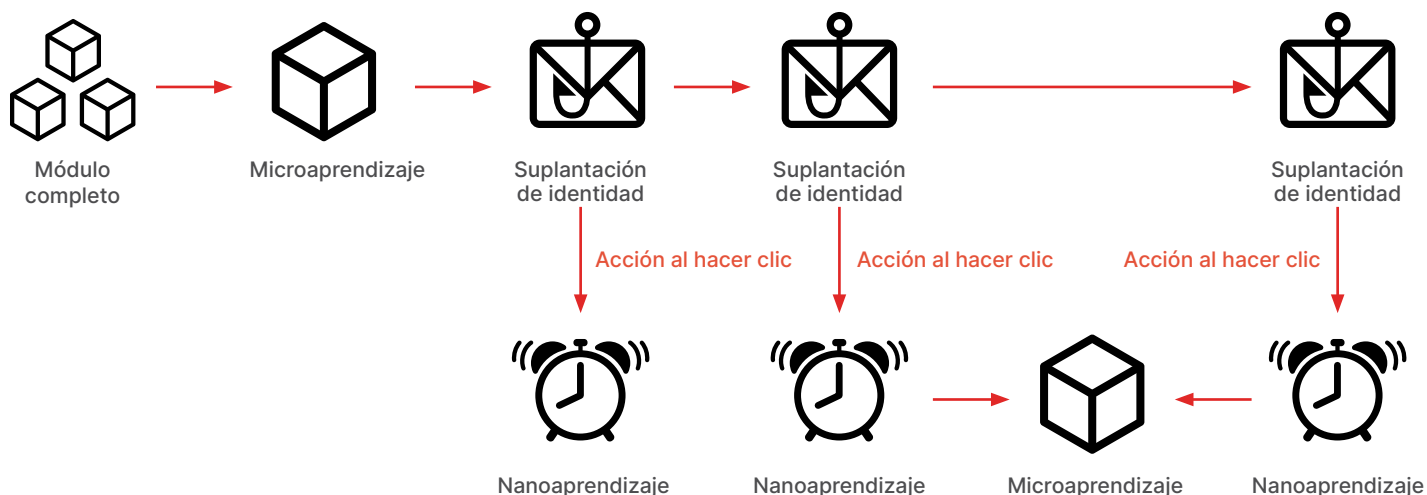 Módulo
completo
Microaprendizaje
Suplantación
de identidad
Suplantación
de identidad
Suplantación
de identidad
Acción al hacer clic
Acción al hacer clic
Acción al hacer clic
Nanoaprendizaje
Nanoaprendizaje
Microaprendizaje
Nanoaprendizaje